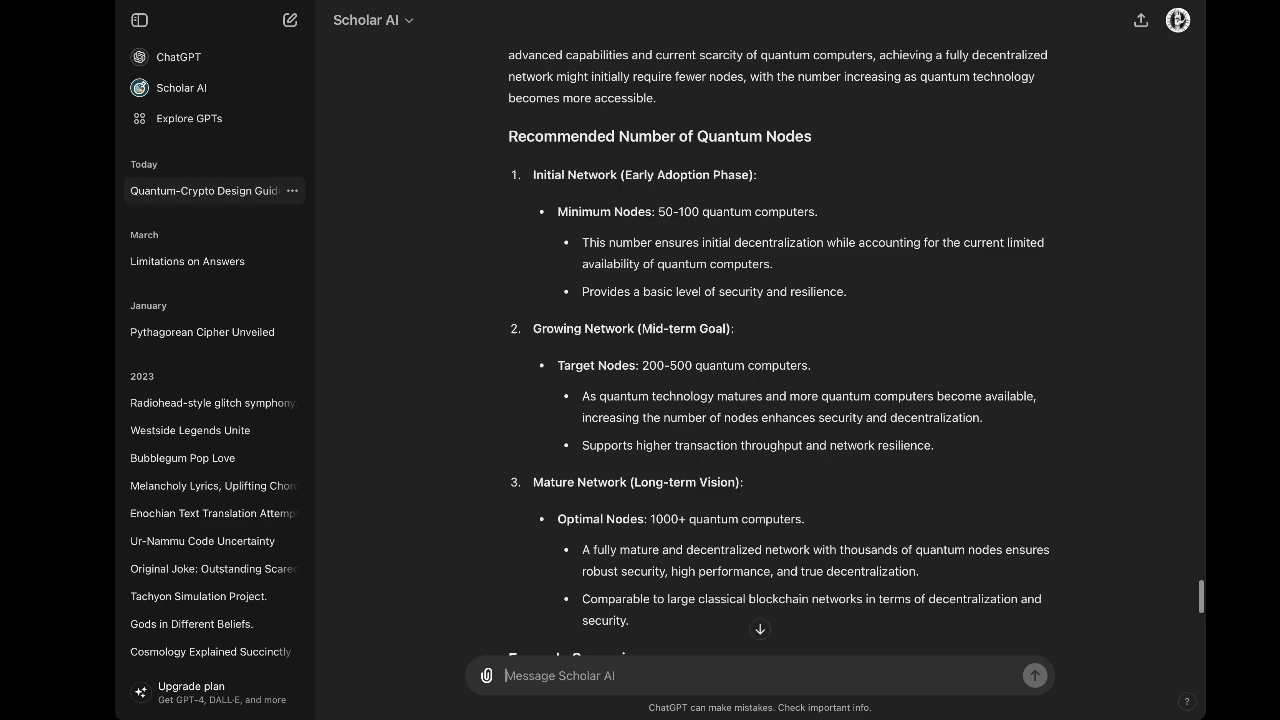 Scholar AI
ChatGPT
Scholar AI
Explore GPTs
Today
Quantum-Crypto Design Guid
March
Limitations on Answers
January
Pythagorean Cipher Unveiled
2023
Radiohead-style glitch symphony.
Westside Legends Unite
Bubblegum Pop Love
Melancholy Lyrics, Uplifting Chor
Enochian Text Translation Attemp
Ur-Nammu Code Uncertainty
Original Joke: Outstanding Scare
Tachyon Simulation Project.
Gods in Different Beliefs.
Cosmology Explained Succinctly
Upgrade plan
Get GPT-4, DALL·E, and more
advanced capabilities and current scarcity of quantum computers, achieving a fully decentralized
network might initially require fewer nodes, with the number increasing as quantum technology
becomes more accessible.
Recommended Number of Quantum Nodes
1. Initial Network (Early Adoption Phase):
• Minimum Nodes: 50-100 quantum computers.
• This number ensures initial decentralization while accounting for the current limited
availability of quantum computers.
• Provides a basic level of security and resilience.
2. Growing Network (Mid-term Goal):
• Target Nodes: 200-500 quantum computers.
• As quantum technology matures and more quantum computers become available,
increasing the number of nodes enhances security and decentralization.
• Supports higher transaction throughput and network resilience.
3. Mature Network (Long-term Vision):
• Optimal Nodes: 1000+ quantum computers.
• A fully mature and decentralized network with thousands of quantum nodes ensures
robust security, high performance, and true decentralization.
• Comparable to large classical blockchain networks in terms of decentralization and
security.
Message Scholar AI
ChatGPT can make mistakes. Check important info.
?